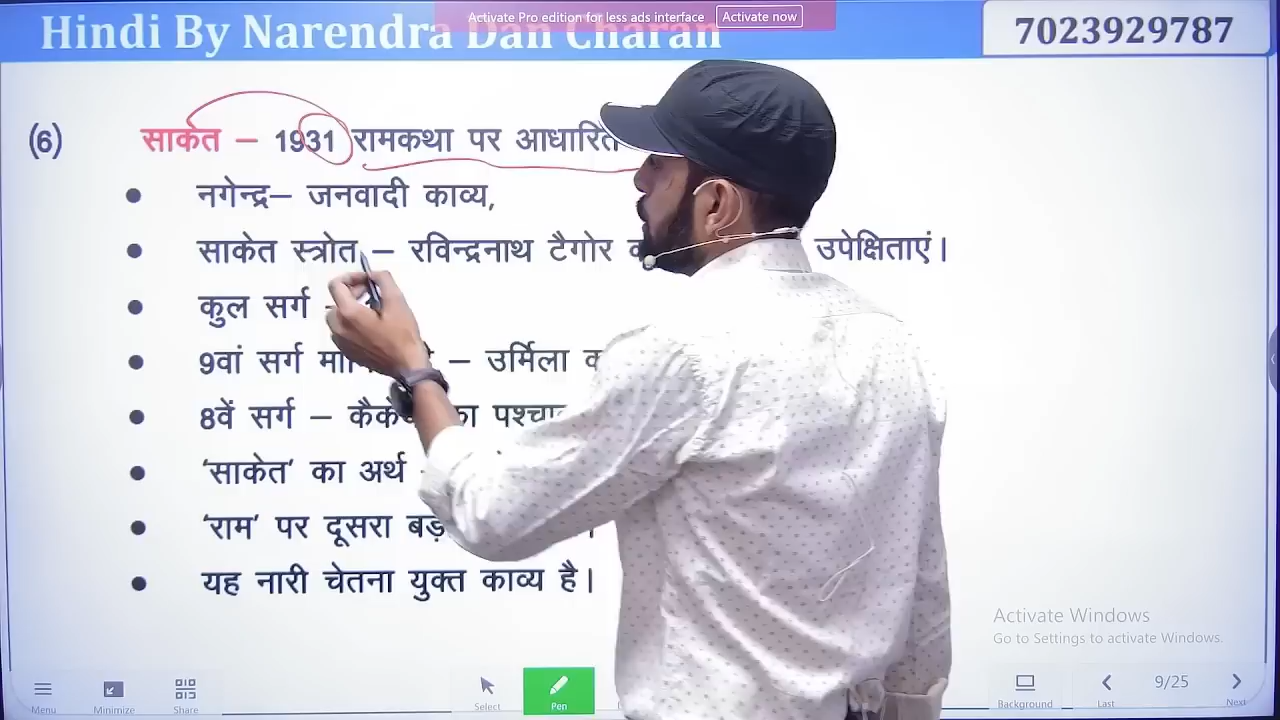 Activate Pro edition for less ads interface Activate now
Hindi By Narendra Dan Charan 7023929787
(6) साकेत – 1931 रामकथा पर आधारित
• नगेन्द्र– जनवादी काव्य,
• साकेत स्त्रोत – रविन्द्रनाथ टैगोर उपेक्षिताएं।
• कुल सर्ग –
• 9वां सर्ग – उर्मिला
• 8वें सर्ग – का
• 'साकेत' का अर्थ
• 'राम' पर दूसरा
• यह नारी चेतना युक्त काव्य है।
Activate Windows
Go to Settings to activate Windows.
Menu Minimize Share Select Pen Background Last 9/25 Next